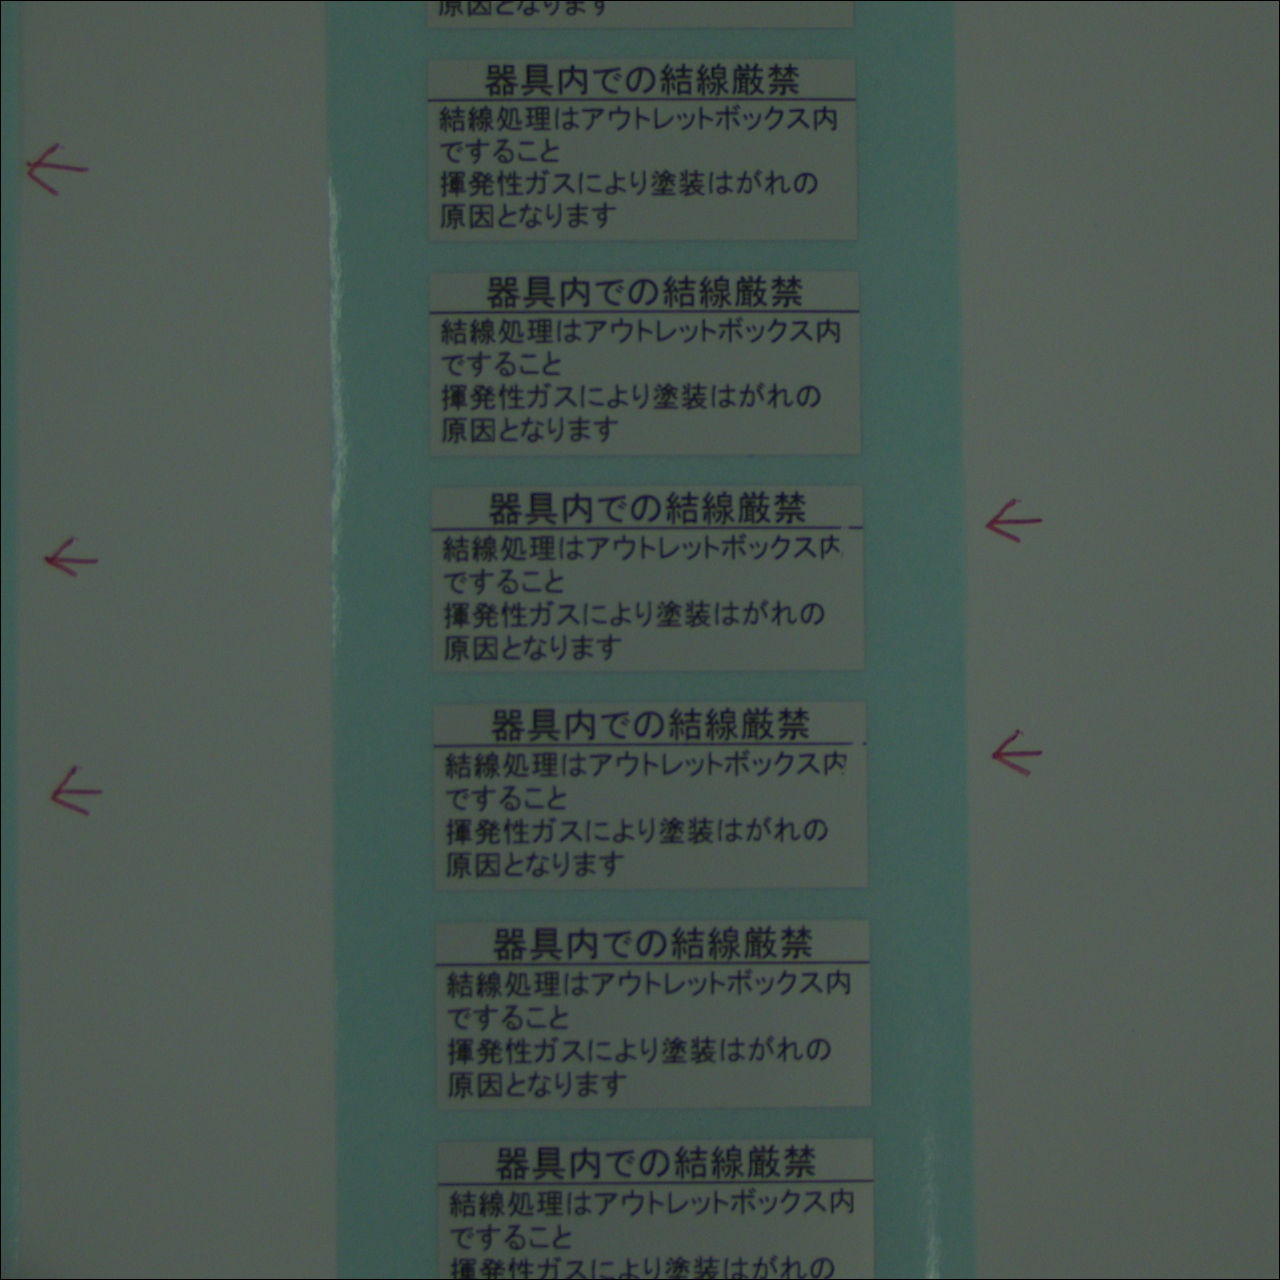 原因となります
器具内での結線厳禁
結線処理はアウトレットボックス内
ですること
揮発性ガスにより塗装はがれの
原因となります
器具内での結線厳禁
結線処理はアウトレットボックス内
ですること
揮発性ガスにより塗装はがれの
原因となります
器具内での結線厳禁
結線処理はアウトレットボックス内
ですること
揮発性ガスにより塗装はがれの
原因となります
器具内での結線厳禁
結線処理はアウトレットボックス内
ですること
揮発性ガスにより塗装はがれの
原因となります
器具内での結線厳禁
結線処理はアウトレットボックス内
ですること
揮発性ガスにより塗装はがれの
原因となります
器具内での結線厳禁
結線処理はアウトレットボックス内
ですること
揮発性ガスにより塗装はがれの